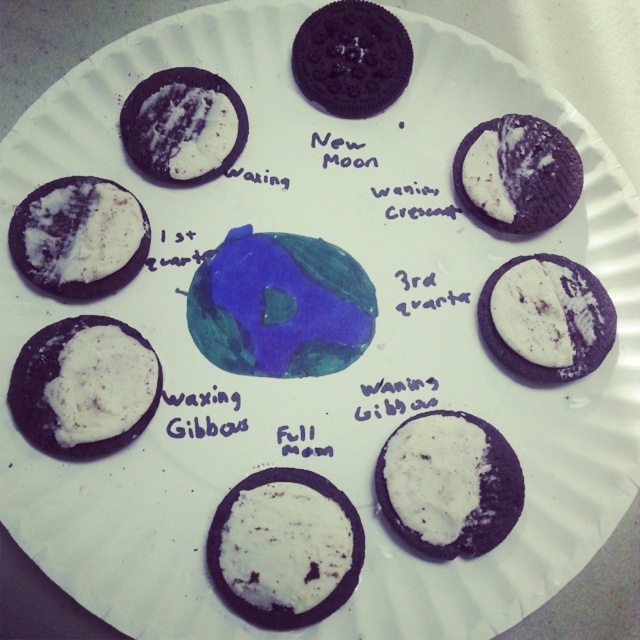 New
Moon
Waning
Crescent
3rd
quarter
Waning
Gibbous
Full
Moon
Waxing
Gibbous
1st
quarter
waxing